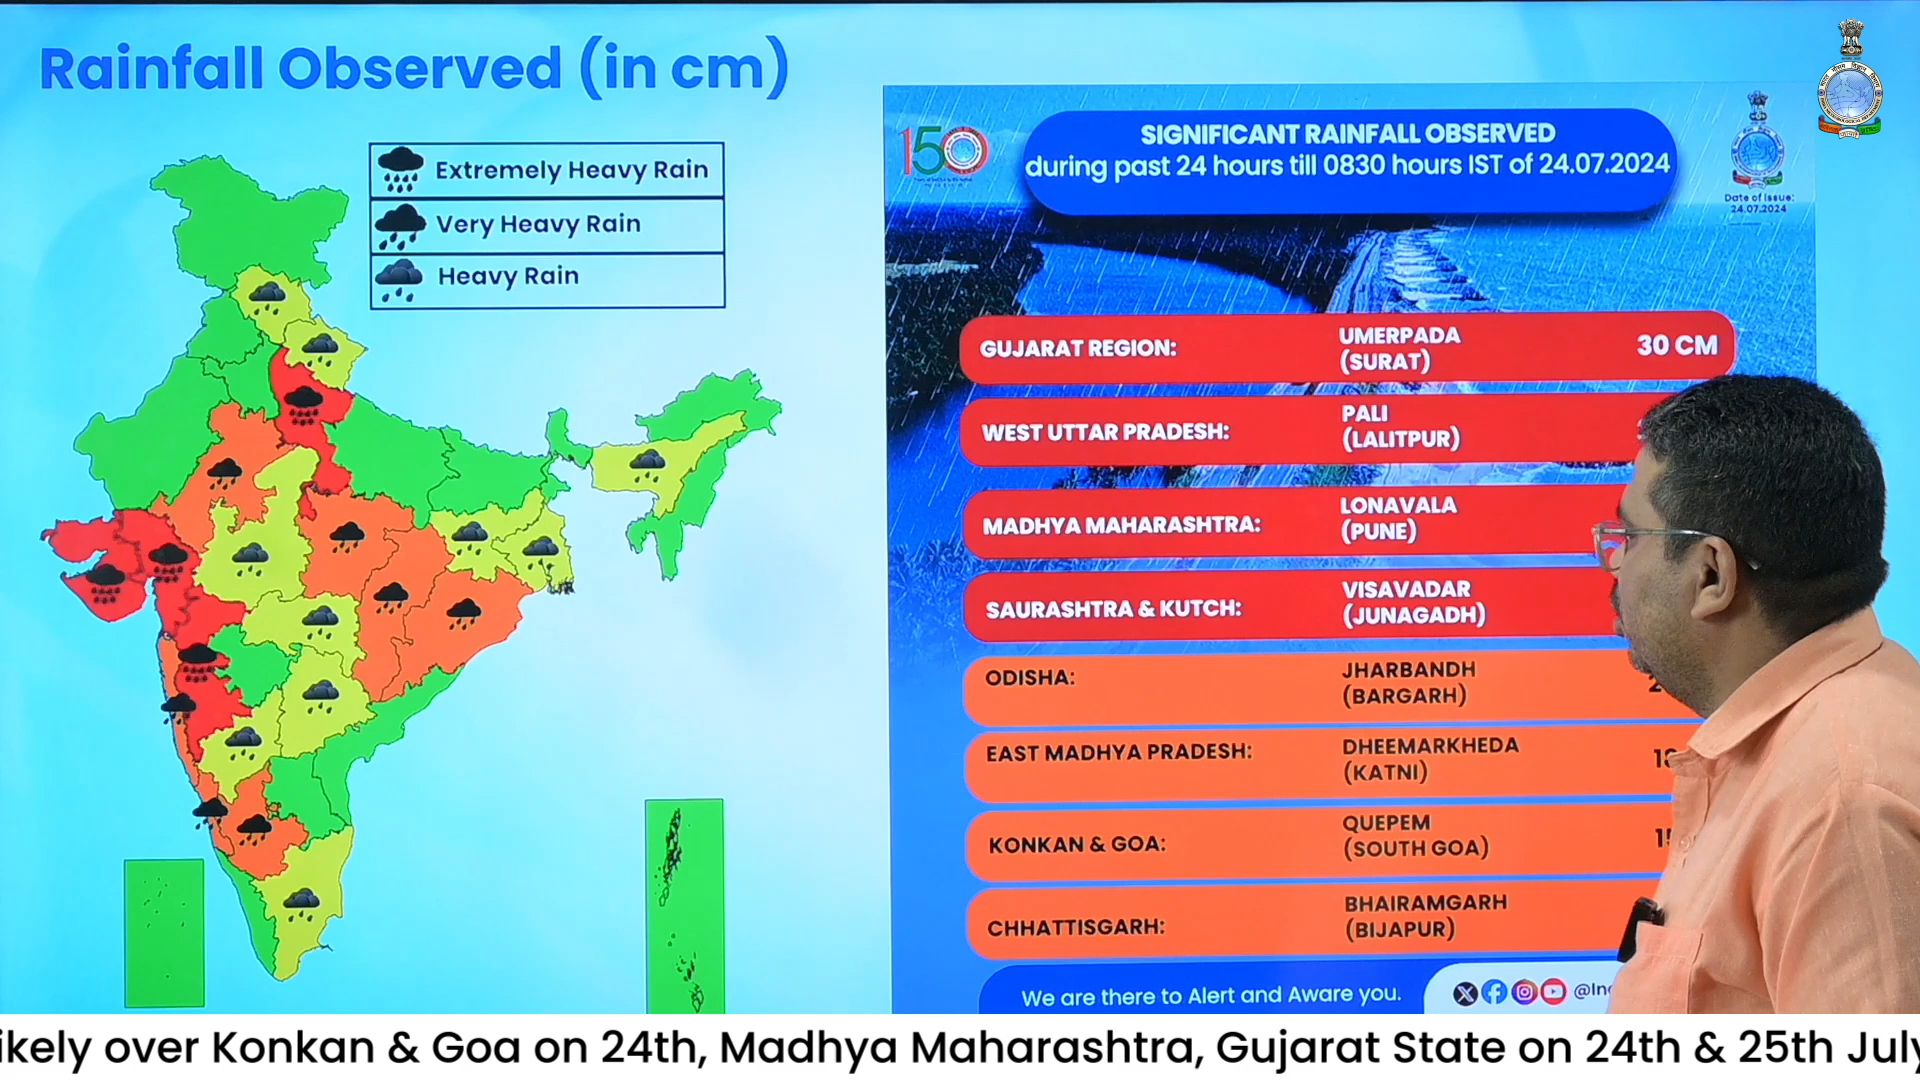 Rainfall Observed (in cm)
Extremely Heavy Rain
Very Heavy Rain
Heavy Rain
150
SIGNIFICANT RAINFALL OBSERVED
during past 24 hours till 0830 hours IST of 24.07.2024
Date of Issue:
24.07.2024
GUJARAT REGION: UMERPADA (SURAT) 30 CM
WEST UTTAR PRADESH: PALI (LALITPUR)
MADHYA MAHARASHTRA: LONAVALA (PUNE)
SAURASHTRA & KUTCH: VISAVADAR (JUNAGADH)
ODISHA: JHARBANDH (BARGARH)
EAST MADHYA PRADESH: DHEEMARKHEDA (KATNI)
KONKAN & GOA: QUEPEM (SOUTH GOA)
CHHATTISGARH: BHAIRAMGARH (BIJAPUR)
We are there to Alert and Aware you.
ikely over Konkan & Goa on 24th, Madhya Maharashtra, Gujarat State on 24th & 25th July